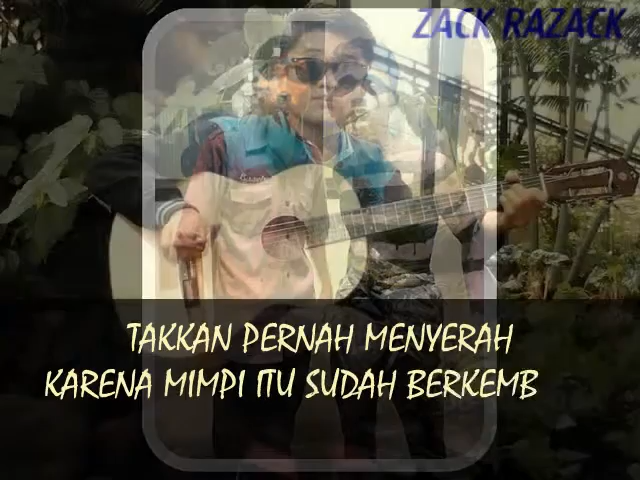 ZACK RAZACK
TAKKAN PERNAH MENYERAH
KARENA MIMPI ITU SUDAH BERKEMB